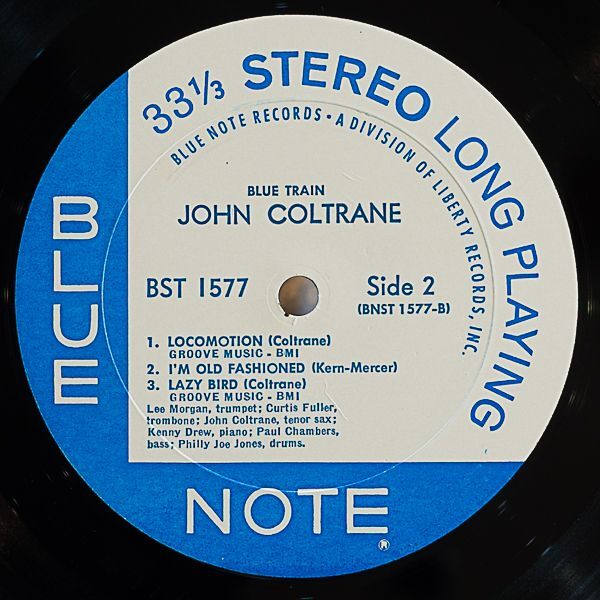 33⅓ STEREO LONG PLAYING
BLUE NOTE RECORDS • A DIVISION OF LIBERTY RECORDS, INC.
BLUE TRAIN
JOHN COLTRANE
BST 1577
Side 2
(BNST 1577-B)
1. LOCOMOTION (Coltrane)
GROOVE MUSIC - BMI
2. I'M OLD FASHIONED (Kern-Mercer)
3. LAZY BIRD (Coltrane)
GROOVE MUSIC - BMI
Lee Morgan, trumpet; Curtis Fuller,
trombone; John Coltrane, tenor sax;
Kenny Drew, piano; Paul Chambers,
bass; Philly Joe Jones, drums.
BLUE
NOTE
®